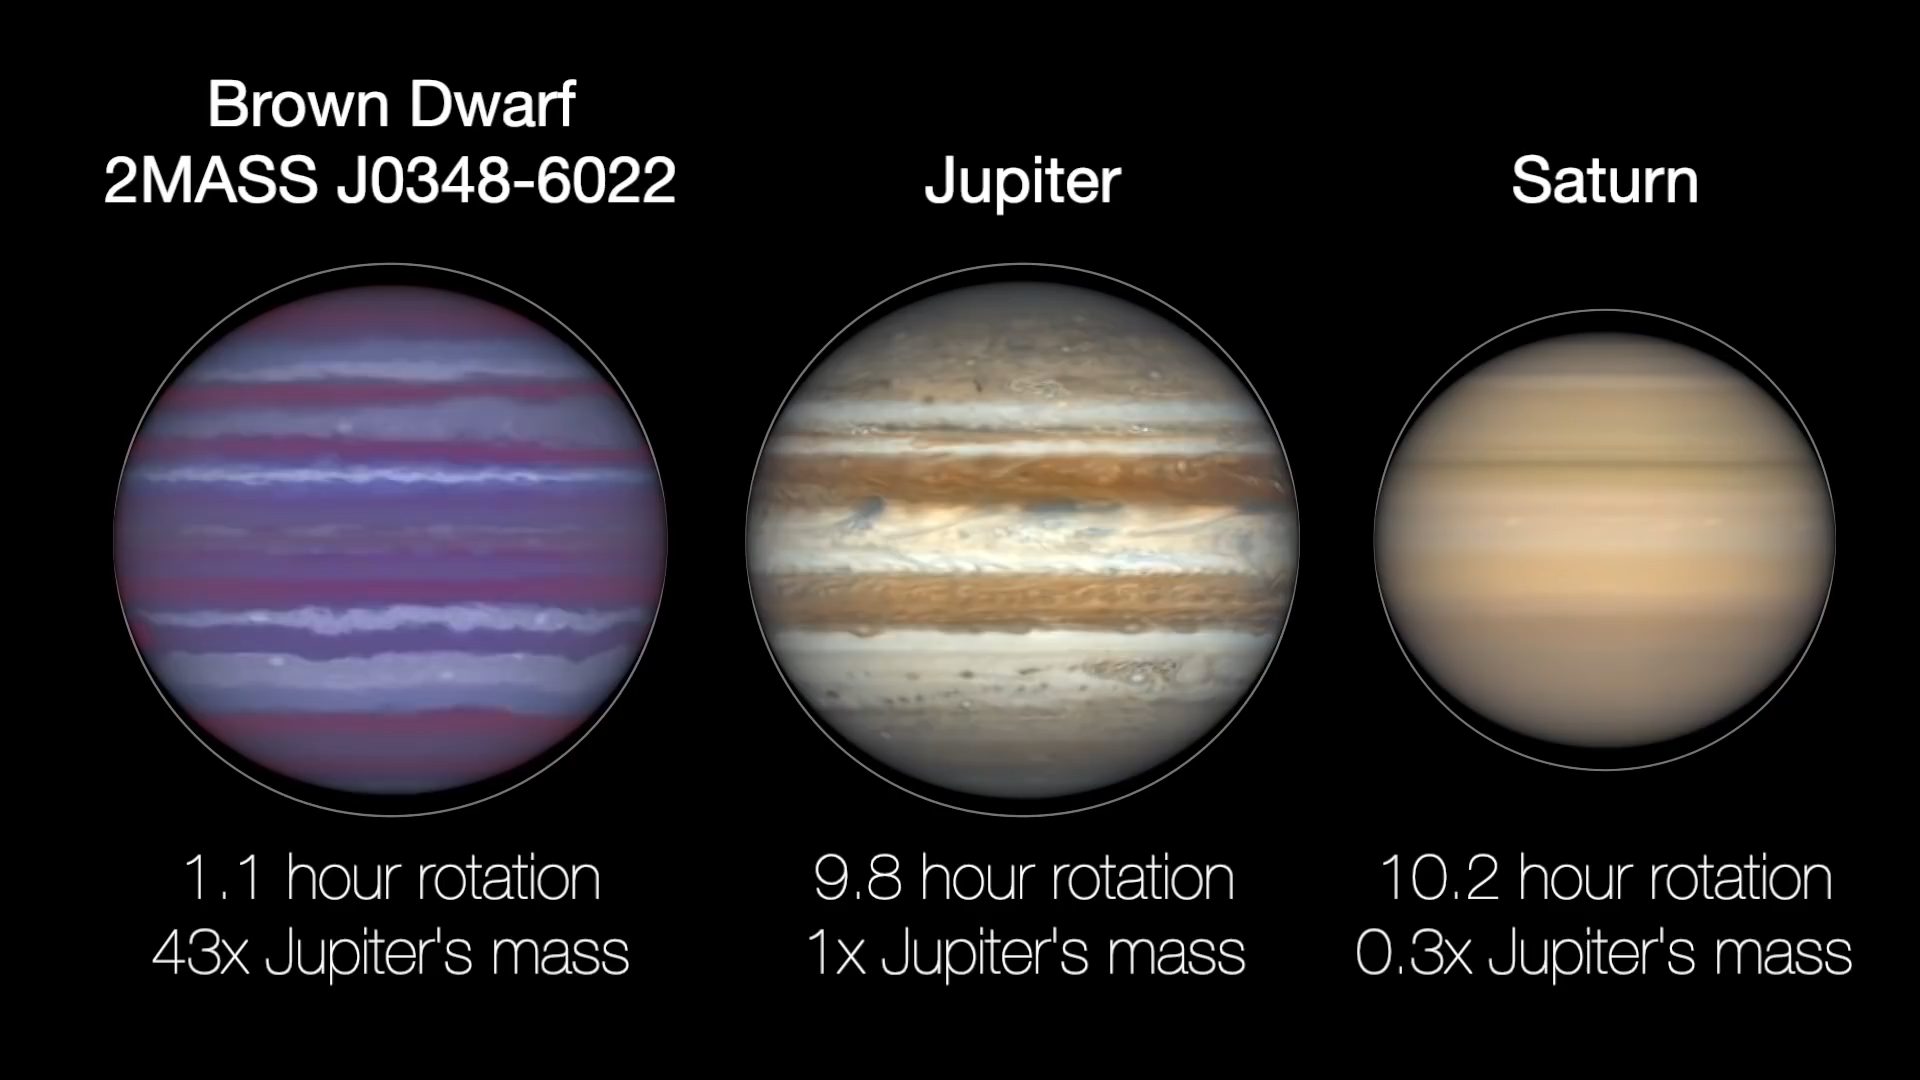 Brown Dwarf
2MASS J0348-6022
Jupiter
Saturn
1.1 hour rotation
43x Jupiter's mass
9.8 hour rotation
1x Jupiter's mass
10.2 hour rotation
0.3x Jupiter's mass